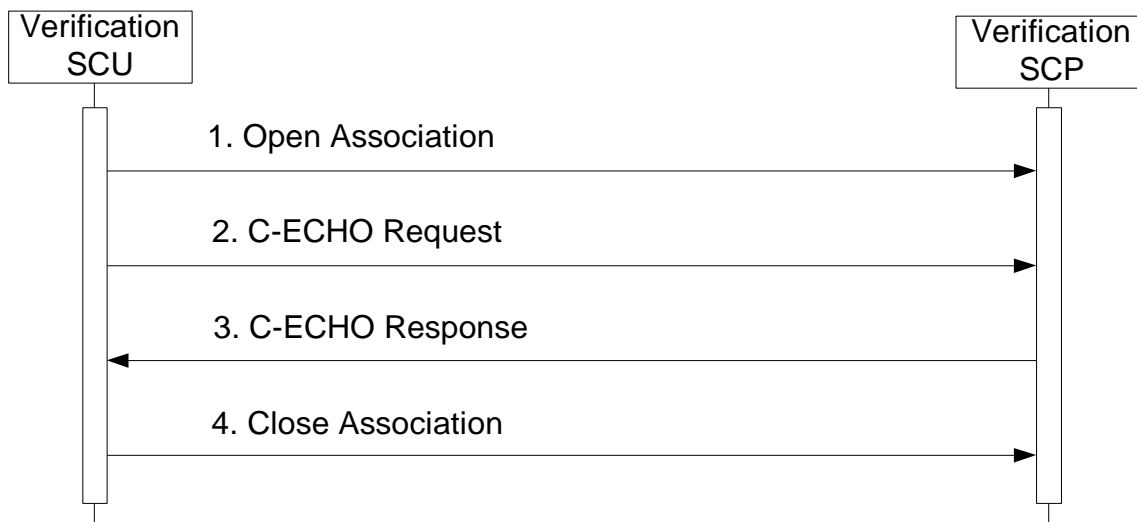 Verification
SCU
Verification
SCP
1. Open Association
2. C-ECHO Request
3. C-ECHO Response
4. Close Association